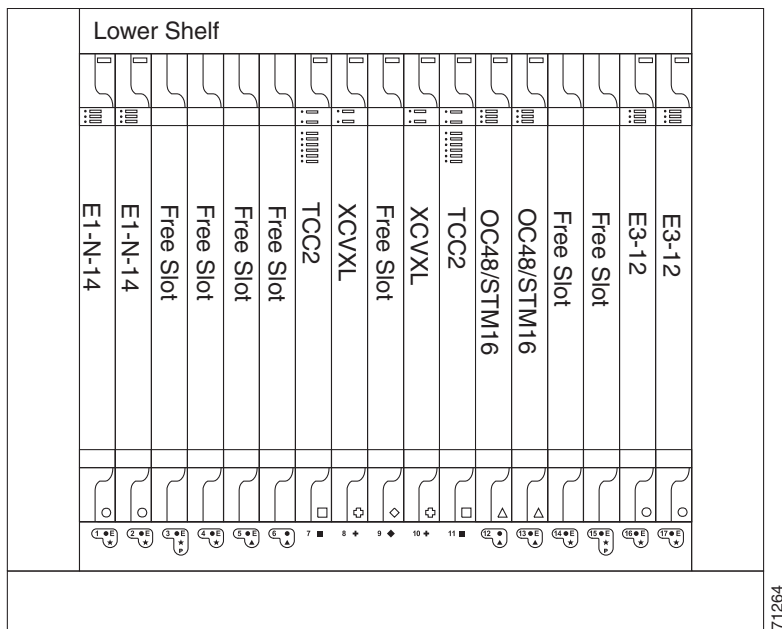 Lower Shelf
E1-N-14
E1-N-14
Free Slot
Free Slot
Free Slot
Free Slot
TCC2
XCVXL
Free Slot
XCVXL
TCC2
OC48/STM16
OC48/STM16
Free Slot
Free Slot
E3-12
E3-12
1 E
2 E
3 E P
4 E
5 E
6
7
8
9
10
11
12
13 E
14 E
15 E P
16 E
17 E
71264